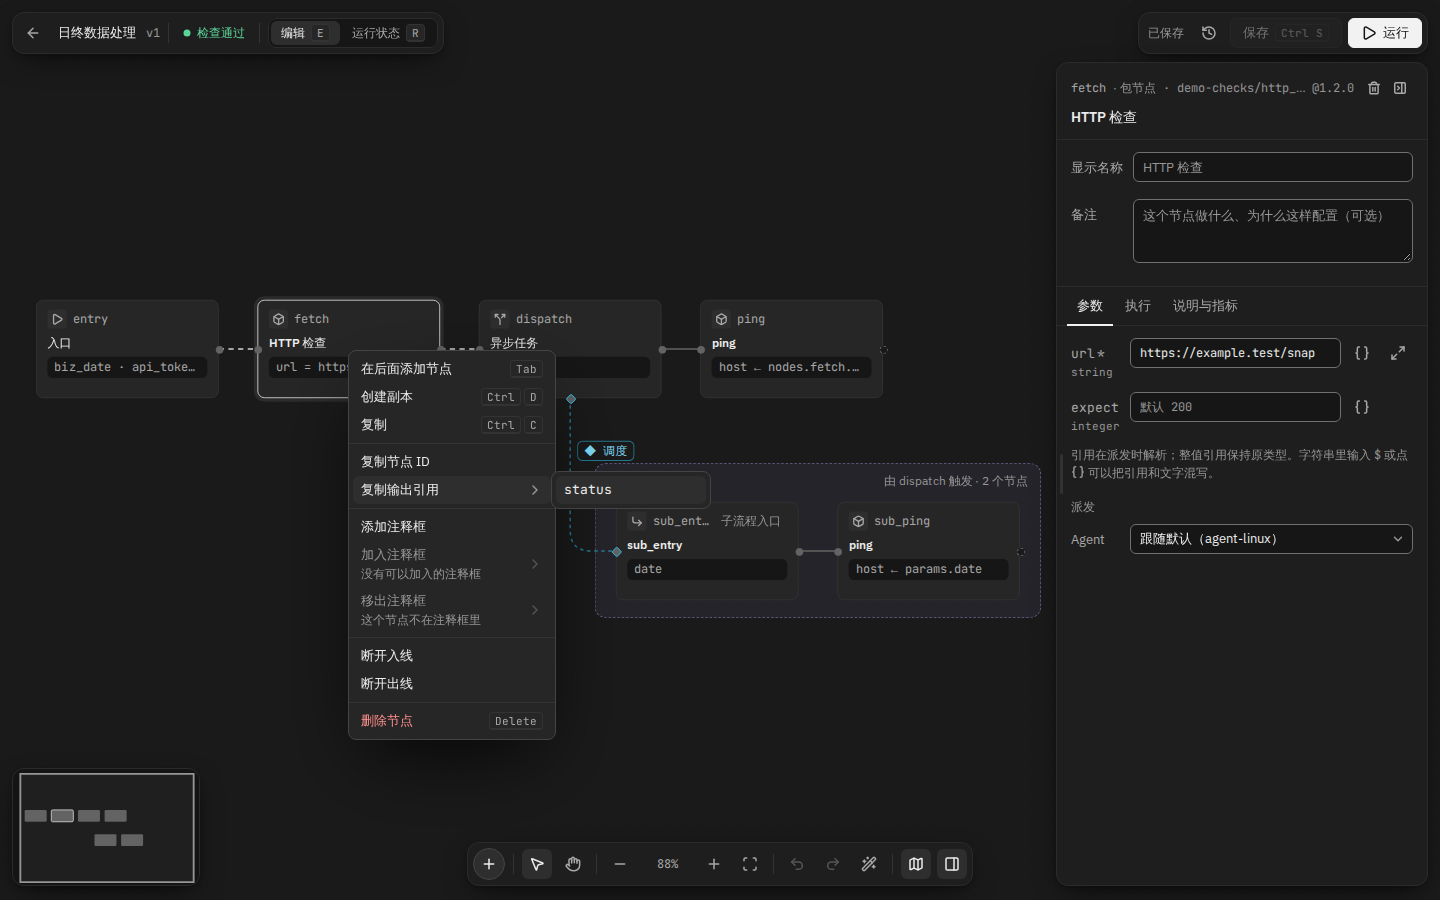 日终数据处理 v1
检查通过
编辑 E
运行状态 R
已保存
保存 Ctrl S
运行
fetch · 包节点 · demo-checks/http_… @1.2.0
HTTP 检查
显示名称 HTTP 检查
备注 这个节点做什么、为什么这样配置（可选）
参数 执行 说明与指标
url* https://example.test/snap {}
string
expect 默认 200 {}
integer
引用在派发时解析；整值引用保持原类型。字符串里输入 $ 或点
{} 可以把引用和文字混写。
派发
Agent 跟随默认（agent-linux）
entry
入口
biz_date · api_toke…
fetch
HTTP 检查
url = https
dispatch
异步任务
ping
ping
host ← nodes.fetch.…
在后面添加节点 Tab
创建副本 Ctrl D
复制 Ctrl C
复制节点 ID
复制输出引用
status
添加注释框
加入注释框
没有可以加入的注释框
移出注释框
这个节点不在注释框里
断开入线
断开出线
删除节点 Delete
调度
由 dispatch 触发 · 2 个节点
sub_ent… 子流程入口
sub_entry
date
sub_ping
ping
host ← params.date
88%